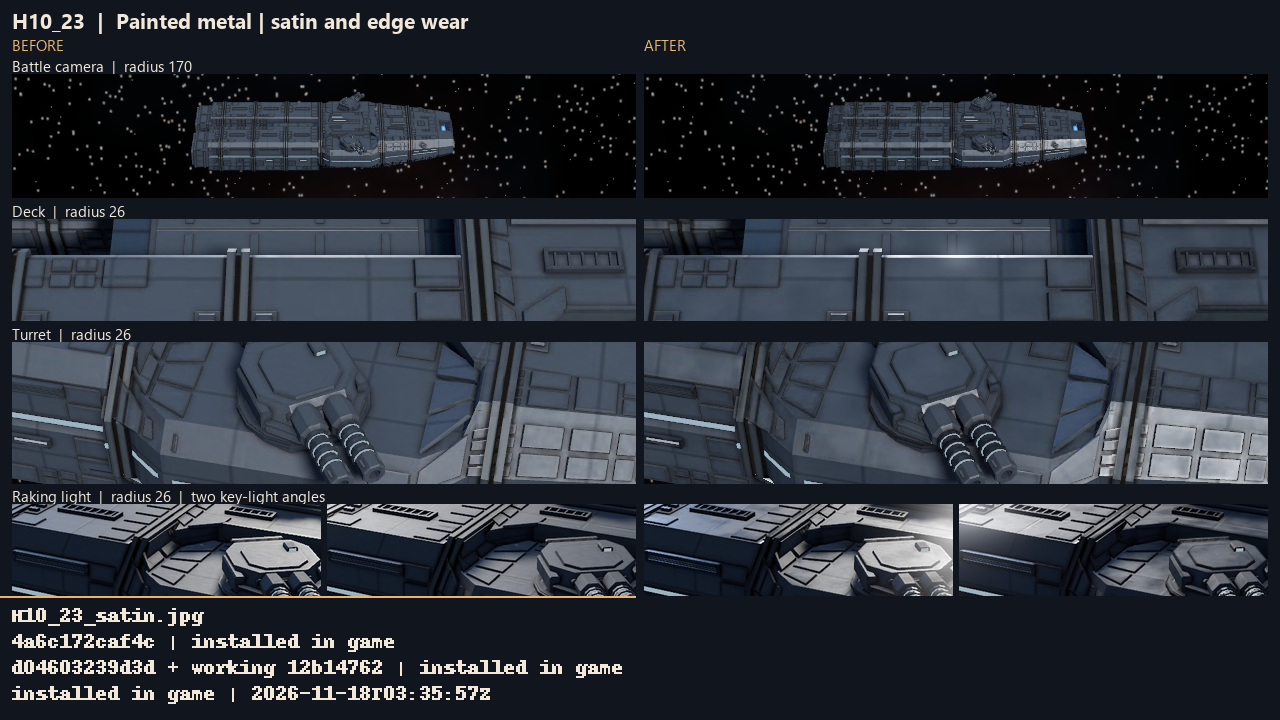 H10_23 | Painted metal | satin and edge wear
BEFORE
AFTER
Battle camera | radius 170
Deck | radius 26
Turret | radius 26
Raking light | radius 26 | two key-light angles
H10_23_satin.jpg
4a6c172caf4c | installed in game
d04603239d3d + working 12b14762 | installed in game
installed in game | 2026-11-18T03:35:57Z